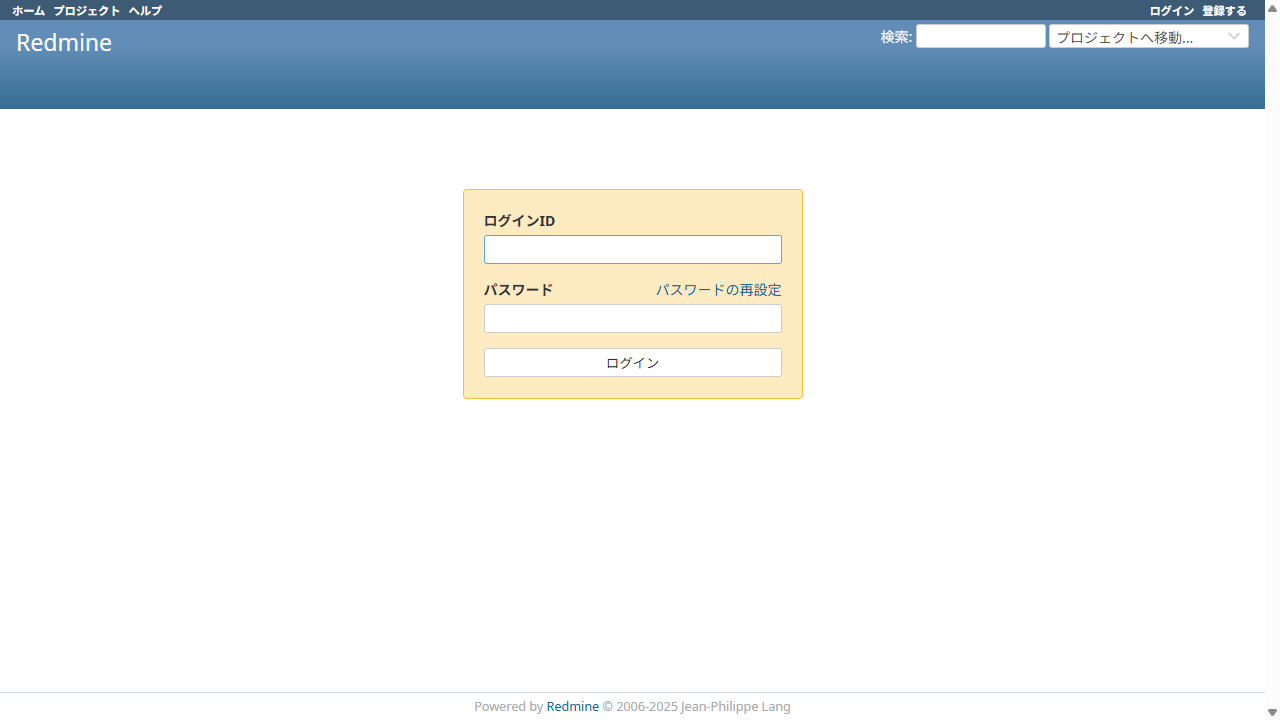 ホーム プロジェクト ヘルプ ログイン 登録する
Redmine 検索: プロジェクトへ移動...
ログインID
パスワード パスワードの再設定
ログイン
Powered by Redmine © 2006-2025 Jean-Philippe Lang